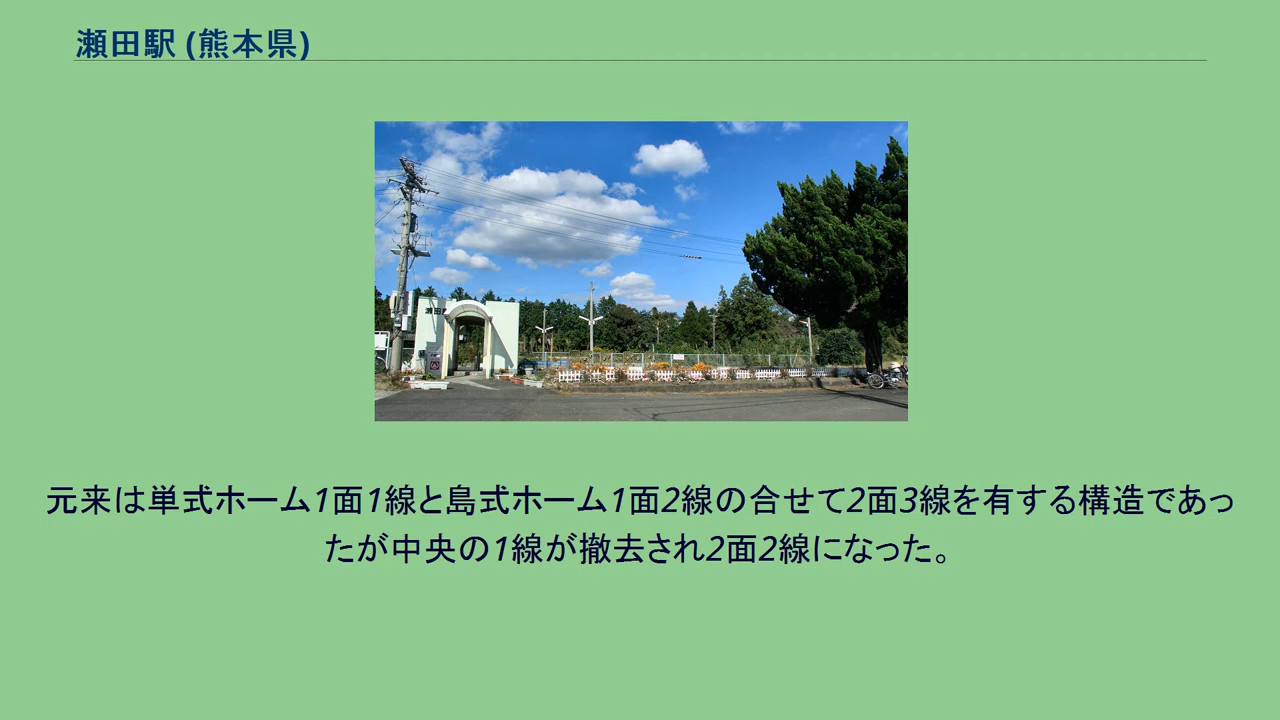 瀬田駅 (熊本県)
瀬田
元来は単式ホーム1面1線と島式ホーム1面2線の合せて2面3線を有する構造であっ
たが中央の1線が撤去され2面2線になった。